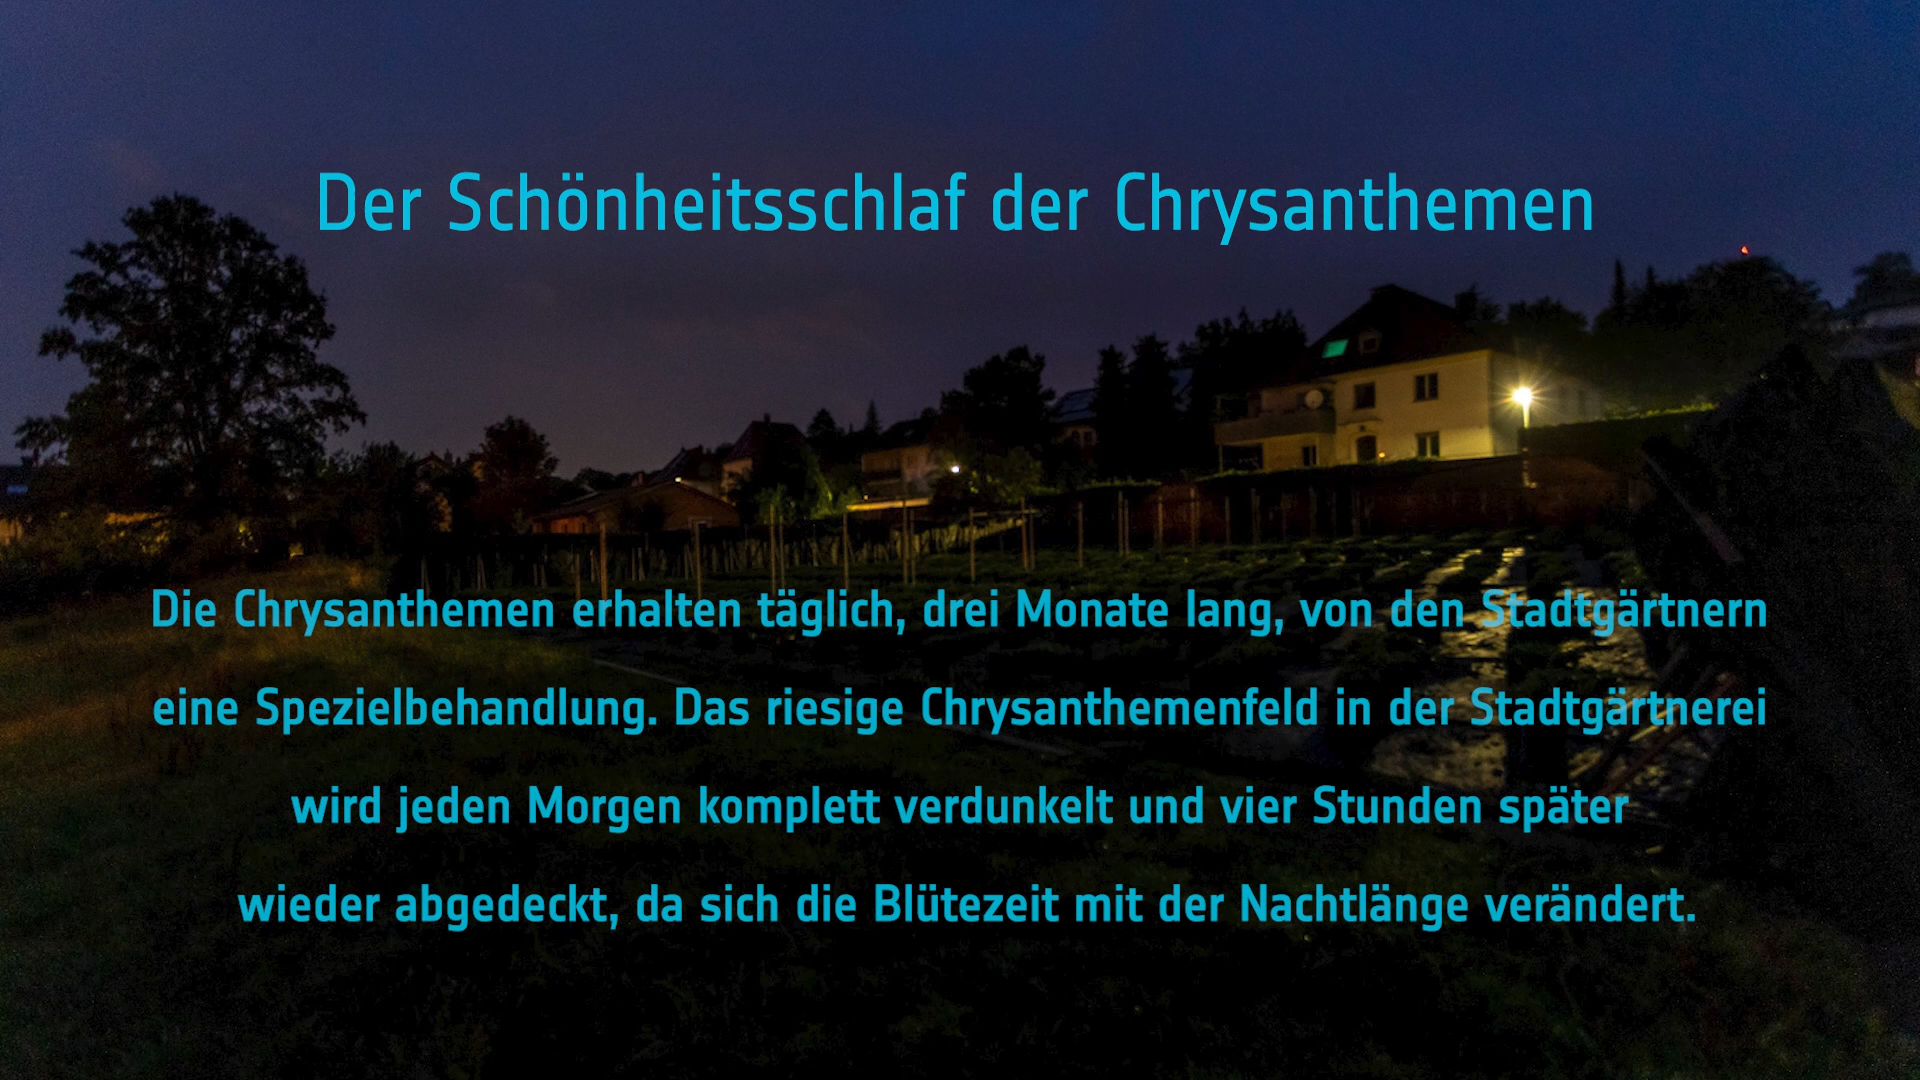 Der Schönheitsschlaf der Chrysanthemen
Die Chrysanthemen erhalten täglich, drei Monate lang, von den Stadtgärtnern
eine Spezielbehandlung. Das riesige Chrysanthemenfeld in der Stadtgärtnerei
wird jeden Morgen komplett verdunkelt und vier Stunden später
wieder abgedeckt, da sich die Blütezeit mit der Nachtlänge verändert.